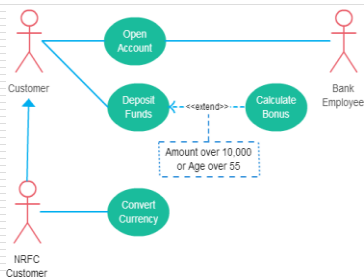 Open
Account
Customer
Bank
Employee
Deposit
Funds
<<extend>>
Calculate
Bonus
Amount over 10,000
or Age over 55
Convert
Currency
NRFC
Customer